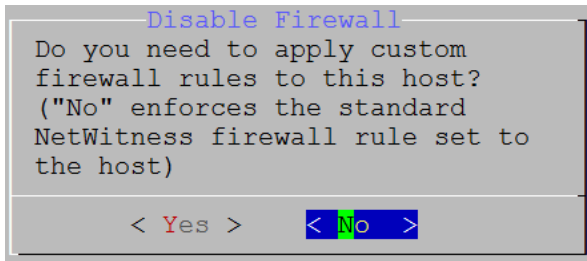 Disable Firewall
Do you need to apply custom
firewall rules to this host?
("No" enforces the standard
NetWitness firewall rule set to
the host)
< Yes > < No >